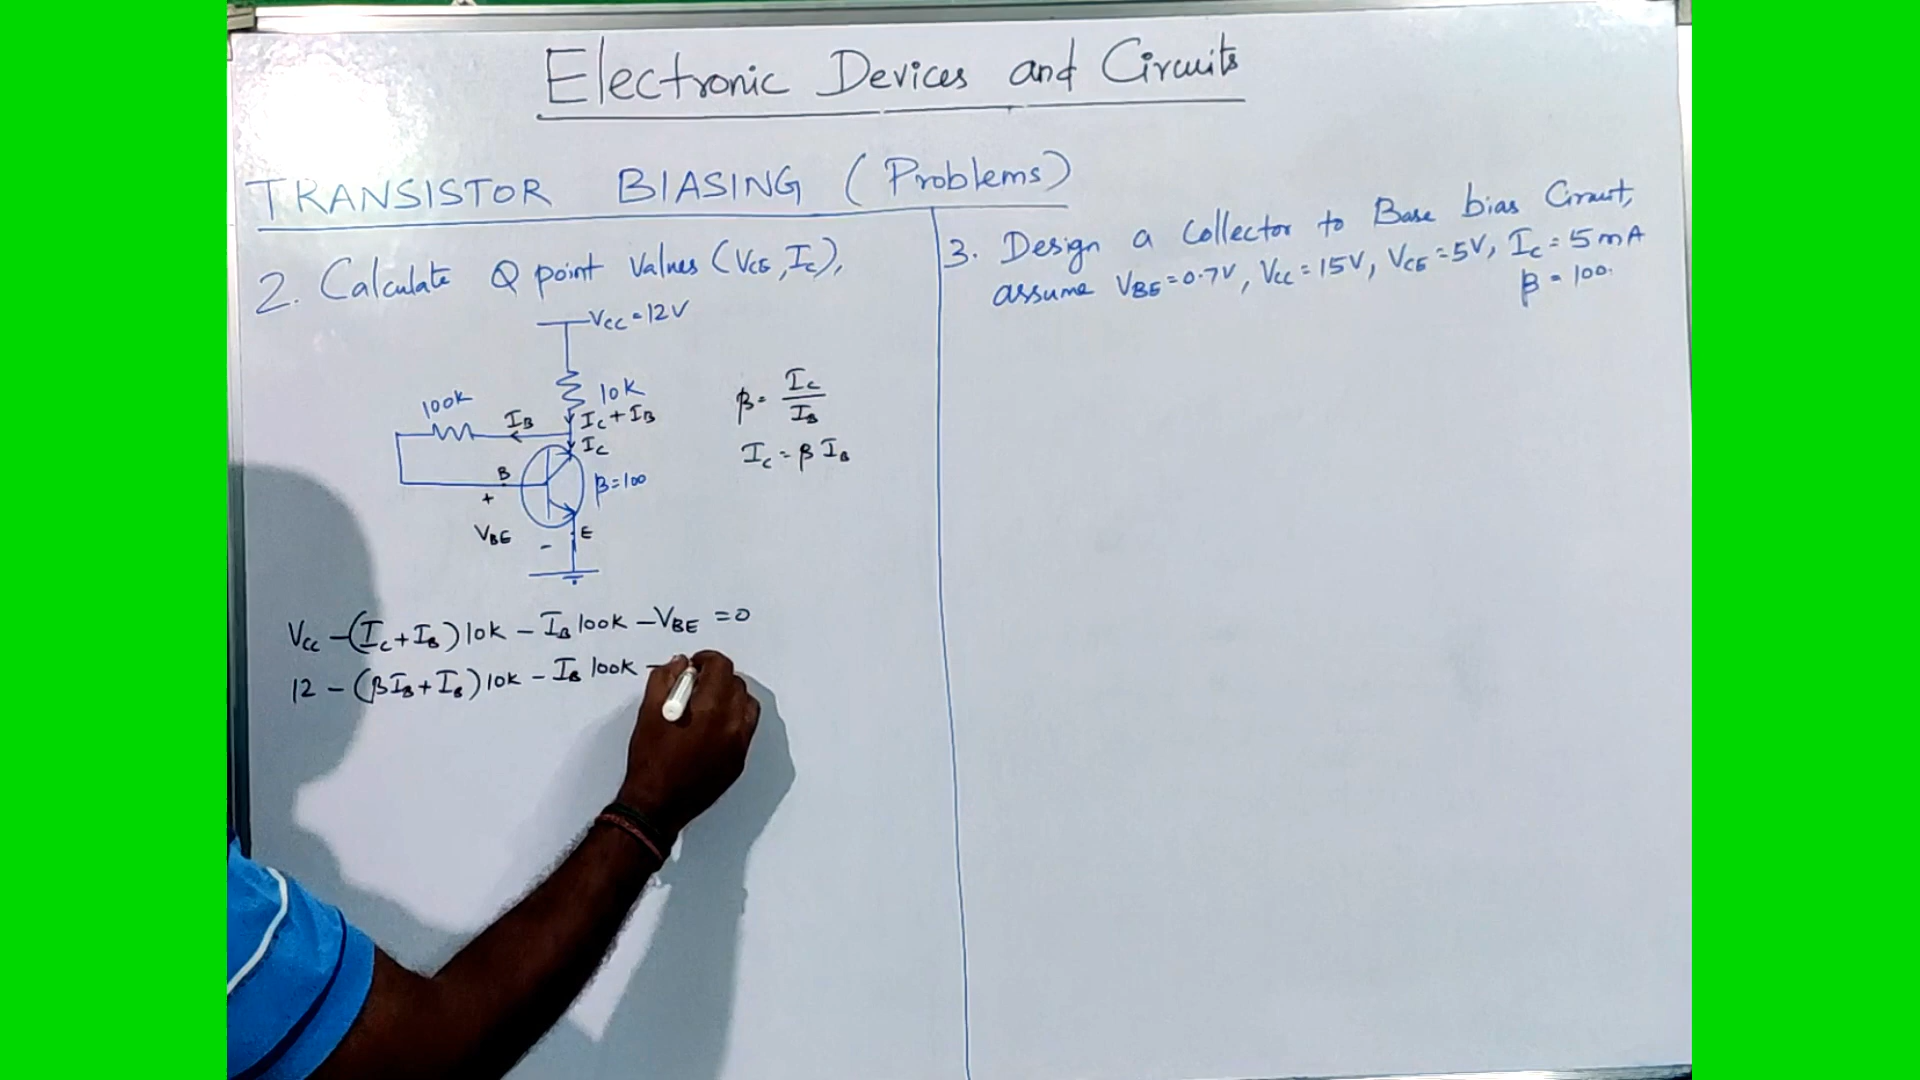 Electronic Devices and Circuits
TRANSISTOR BIASING (Problems)
2. Calculate Q point Values (VCE, IC),
VCC = 12V
10K
100K
IB
IC + IB
IC
B
β=100
+
VBE
-
E
β = IC/IB
IC = β IB
VCC - (IC+IB) 10K - IB 100K - VBE = 0
12 - (βIB+IB) 10K - IB 100K -
3. Design a Collector to Base bias Circuit,
assume VBE = 0.7V, VCC = 15V, VCE = 5V, IC = 5mA
β = 100.